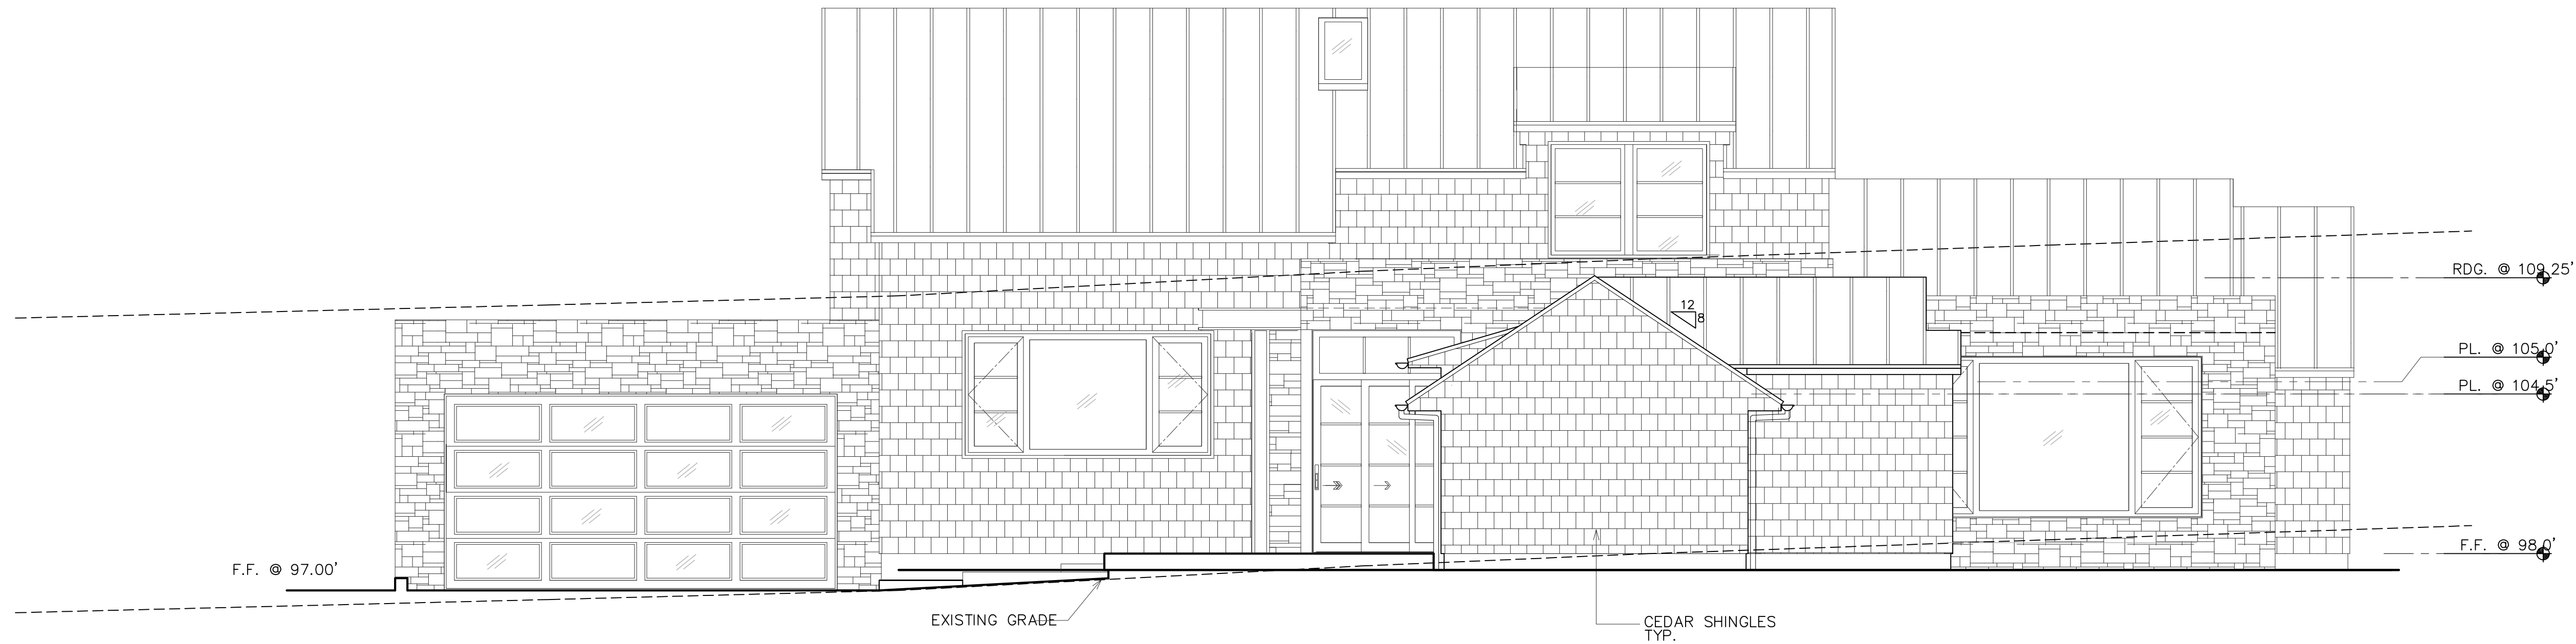 12
8
RDG. @ 109.25'
PL. @ 105.0'
PL. @ 104.5'
F.F. @ 98.0'
F.F. @ 97.00'
EXISTING GRADE
CEDAR SHINGLES
TYP.